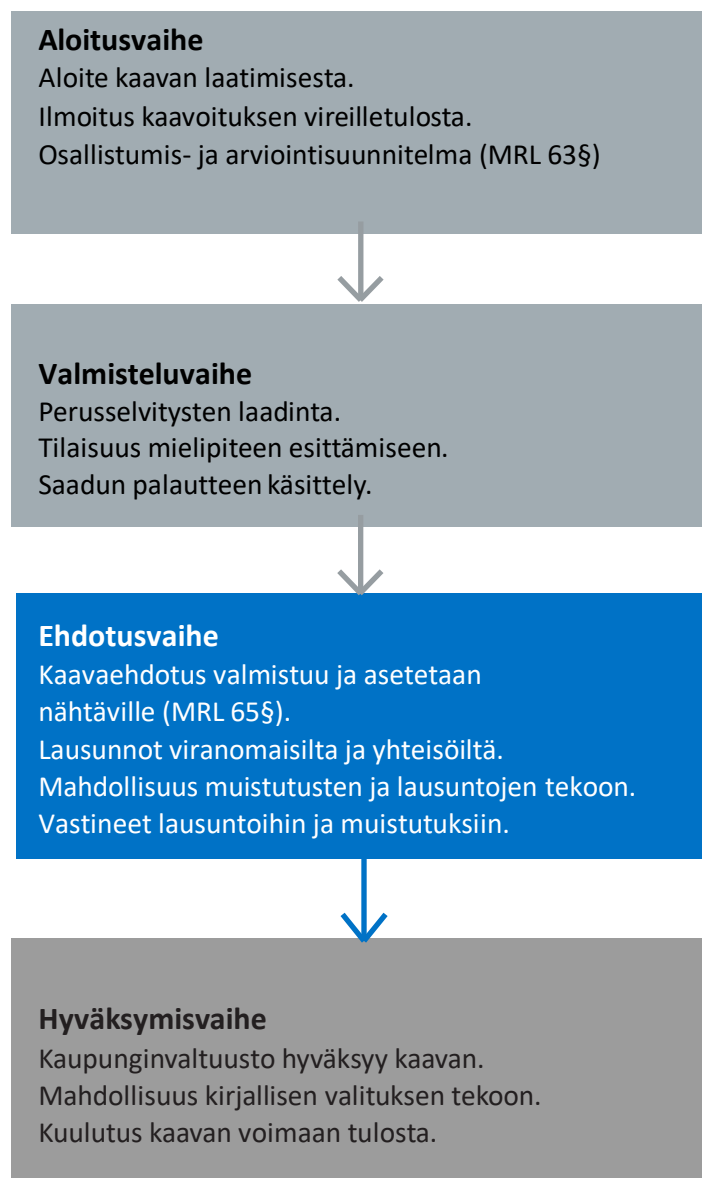 Aloitusvaihe
Aloite kaavan laatimisesta.
Ilmoitus kaavoituksen vireilletulosta.
Osallistumis- ja arviointisuunnitelma (MRL 63§)
Valmisteluvaihe
Perusselvitysten laadinta.
Tilaisuus mielipiteen esittämiseen.
Saadun palautteen käsittely.
Ehdotusvaihe
Kaavaehdotus valmistuu ja asetetaan
nähtäville (MRL 65§).
Lausunnot viranomaisilta ja yhteisöiltä.
Mahdollisuus muistutusten ja lausuntojen tekoon.
Vastineet lausuntoihin ja muistutuksiin.
Hyväksymisvaihe
Kaupunginvaltuusto hyväksyy kaavan.
Mahdollisuus kirjallisen valituksen tekoon.
Kuulutus kaavan voimaan tulosta.